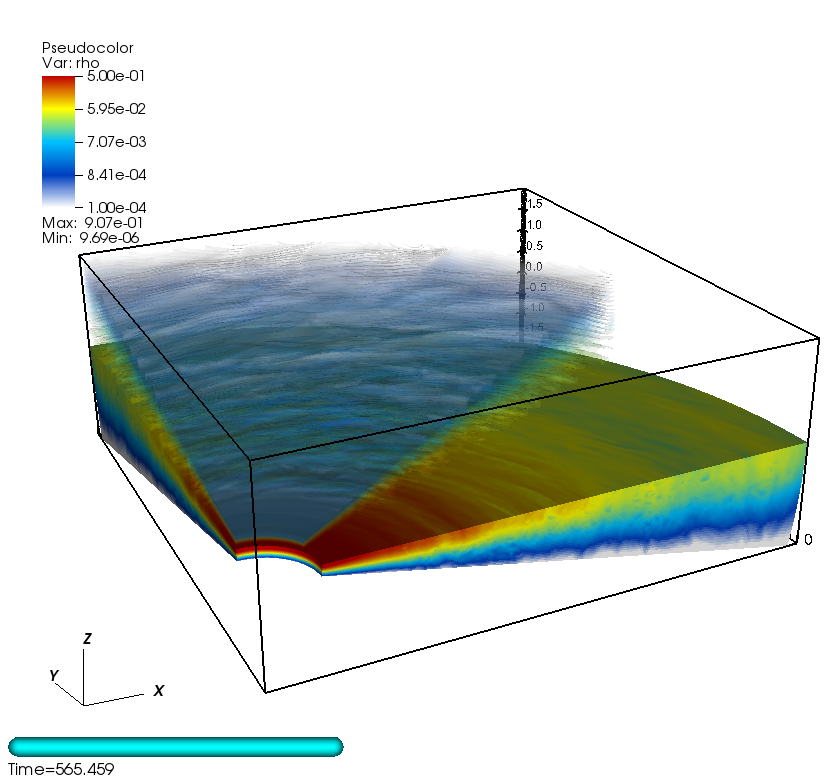 Pseudocolor
Var: rho
5.00e-01
5.95e-02
7.07e-03
8.41e-04
1.00e-04
Max: 9.07e-01
Min: 9.69e-06
1.5
1.0
0.5
0.0
-0.5
-1.0
-1.5
0
Z
Y
X
Time=565.459